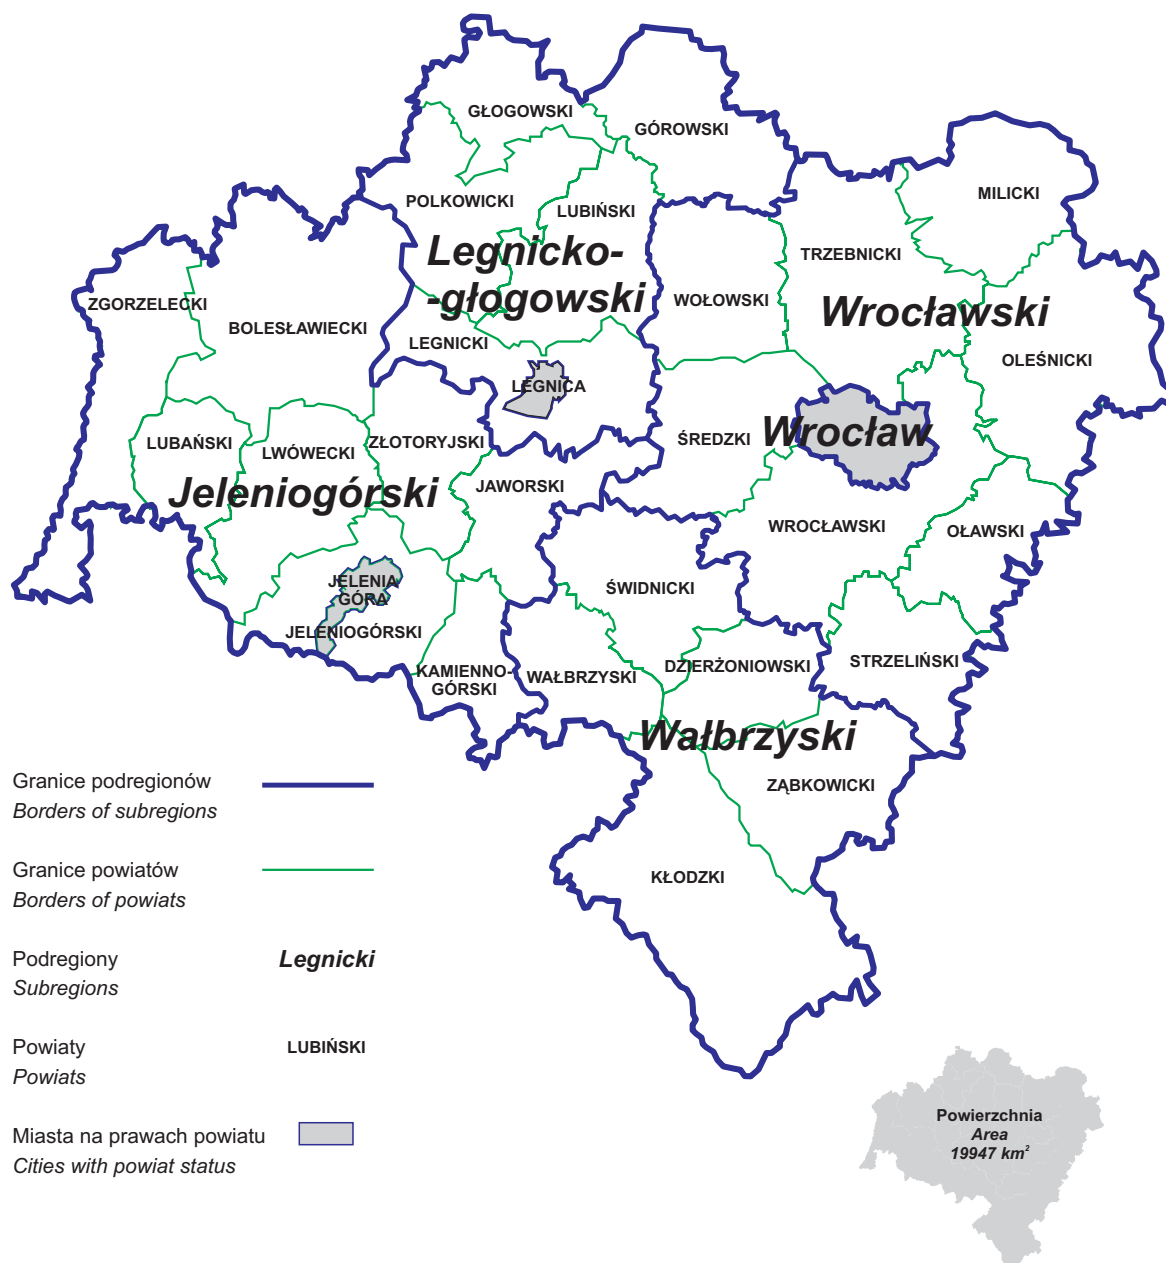 GŁOGOWSKI
GÓROWSKI
MILICKI
POLKOWICKI
LUBIŃSKI
TRZEBNICKI
Legnicko-
-głogowski
ZGORZELECKI
WOŁOWSKI
Wrocławski
BOLESŁAWIECKI
LEGNICKI
OLEŚNICKI
LEGNICA
LUBAŃSKI
LWÓWECKI
ZŁOTORYJSKI
ŚREDZKI
Wrocław
Jeleniogórski
JAWORSKI
WROCŁAWSKI
OŁAWSKI
JELENIA
GÓRA
ŚWIDNICKI
JELENIOGÓRSKI
KAMIENNO-
GÓRSKI
WAŁBRZYSKI
DZIERŻONIOWSKI
STRZELIŃSKI
Wałbrzyski
ZĄBKOWICKI
KŁODZKI
Granice podregionów
Borders of subregions
Granice powiatów
Borders of powiats
Podregiony
Subregions
Legnicki
Powiaty
Powiats
LUBIŃSKI
Miasta na prawach powiatu
Cities with powiat status
Powierzchnia
Area
19947 km²